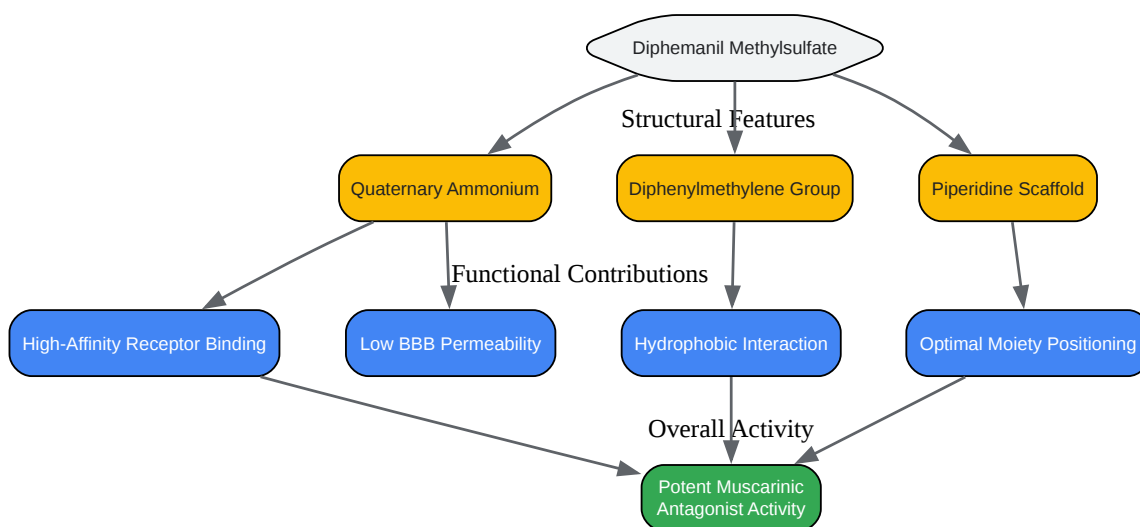 Diphemanil Methylsulfate
Structural Features
Quaternary Ammonium
Diphenylmethylene Group
Piperidine Scaffold
Functional Contributions
High-Affinity Receptor Binding
Low BBB Permeability
Hydrophobic Interaction
Optimal Moiety Positioning
Overall Activity
Potent Muscarinic
Antagonist Activity